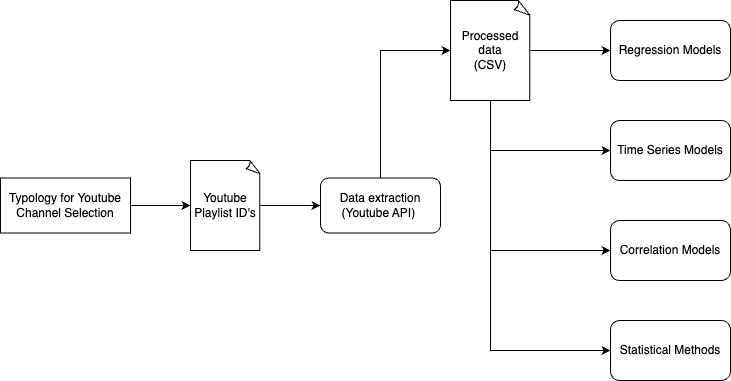 Typology for Youtube
Channel Selection
Youtube
Playlist ID's
Data extraction
(Youtube API)
Processed
data
(CSV)
Regression Models
Time Series Models
Correlation Models
Statistical Methods